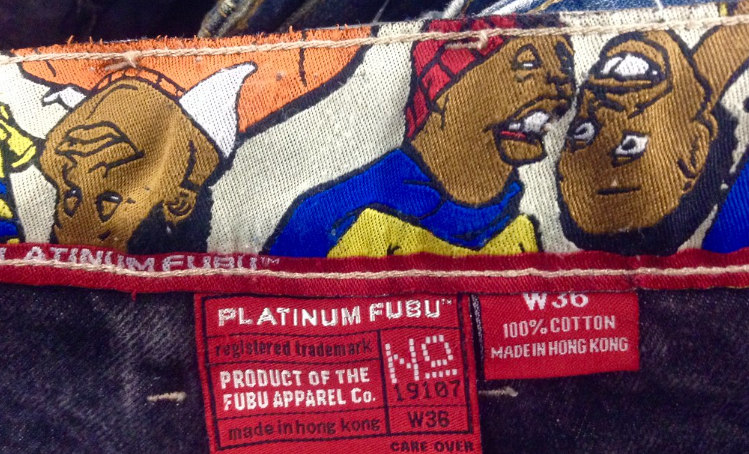 PLATINUM FUBU™
PLATINUM FUBU™
registered trademark
PRODUCT OF THE
FUBU APPAREL Co.
made in hong kong
No
19107
W36
CARE OVER
W36
100% COTTON
MADE IN HONG KONG